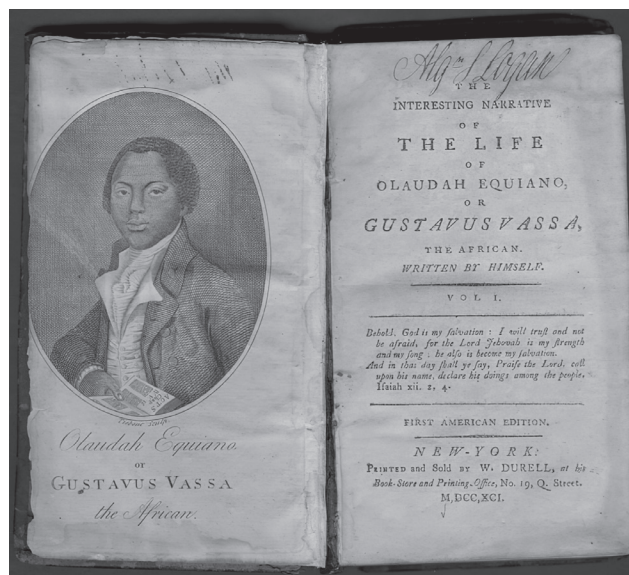 Olaudah Equiano.
or
GUSTAVUS VASSA
the African.
Logan
THE
INTERESTING NARRATIVE
OF
THE LIFE
OF
OLAUDAH EQUIANO,
OR
GUSTAVUS VASSA,
THE AFRICAN.
WRITTEN BY HIMSELF.
VOL I.
Behold, God is my ſalvation : I will truſt and not
be afraid, for the Lord Jehovah is my ſtrength
and my ſong ; he alſo is become my ſalvation.
And in that day ſhall ye ſay, Praiſe the Lord, call
upon his name, declare his doings among the people.
Iſaiah xii. 2, 4.
FIRST AMERICAN EDITION.
NEW-YORK:
PRINTED and Sold BY W. DURELL, at his
Book-Store and Printing-Office, No. 19, Q. Street.
M,DCC,XCI.